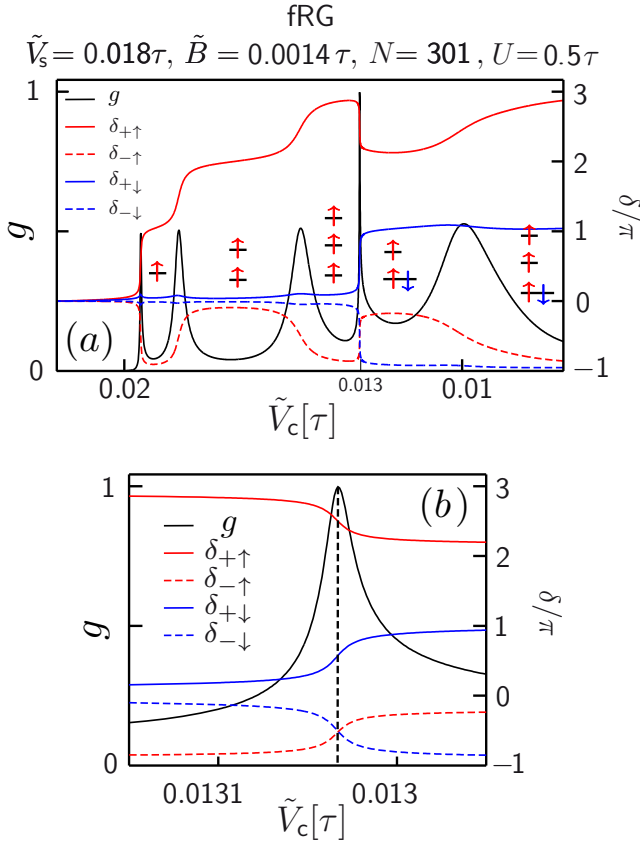 fRG
Ṽs = 0.018τ, B̃ = 0.0014τ, N = 301, U = 0.5τ
1
g
δ+↑
δ−↑
δ+↓
δ−↓
3
2
1
0
−1
g
δ/π
(a)
0
0.02
0.013
0.01
Ṽc[τ]
1
g
δ+↑
δ−↑
δ+↓
δ−↓
(b)
3
2
1
0
−1
g
δ/π
0
0.0131
0.013
Ṽc[τ]